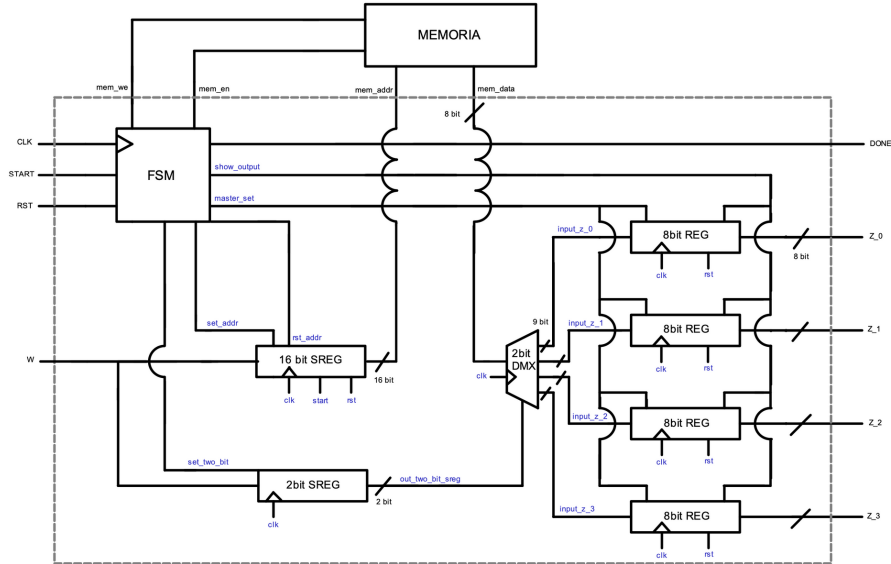 MEMORIA
mem_we
mem_en
mem_addr
mem_data
8 bit
CLK
START
RST
FSM
DONE
show_output
master_set
input_z_0
8bit REG
clk
rst
8 bit
Z_0
set_addr
rst_addr
9 bit
input_z_1
8bit REG
clk
rst
Z_1
W
16 bit SREG
clk
start
rst
16 bit
2bit
DMX
clk
input_z_2
8bit REG
clk
rst
Z_2
set_two_bit
2bit SREG
clk
2 bit
out_two_bit_sreg
input_z_3
8bit REG
clk
rst
Z_3